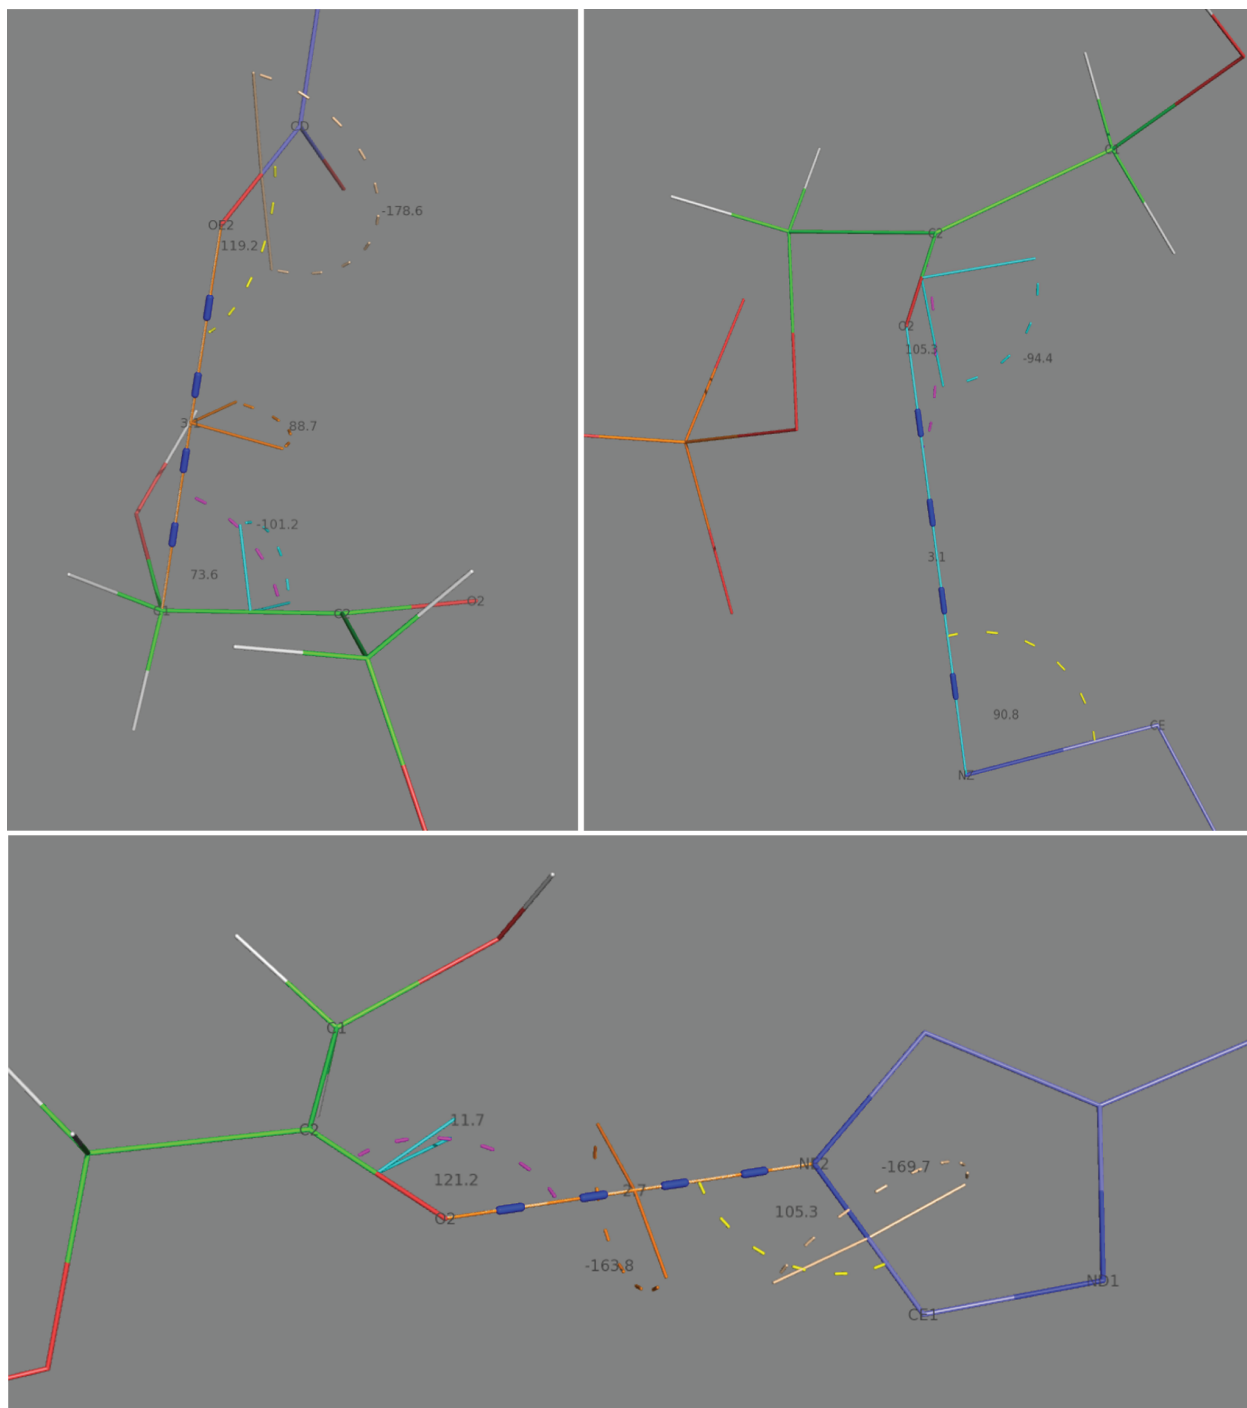 CD
-178.6
OE2
119.2
3.1
88.7
-101.2
73.6
C1
C2
O2
C1
C2
O2
105.3
-94.4
3.1
90.8
CE
NZ
C1
11.7
C2
121.2
NE2
-169.7
2.7
105.3
O2
-163.8
ND1
CE1